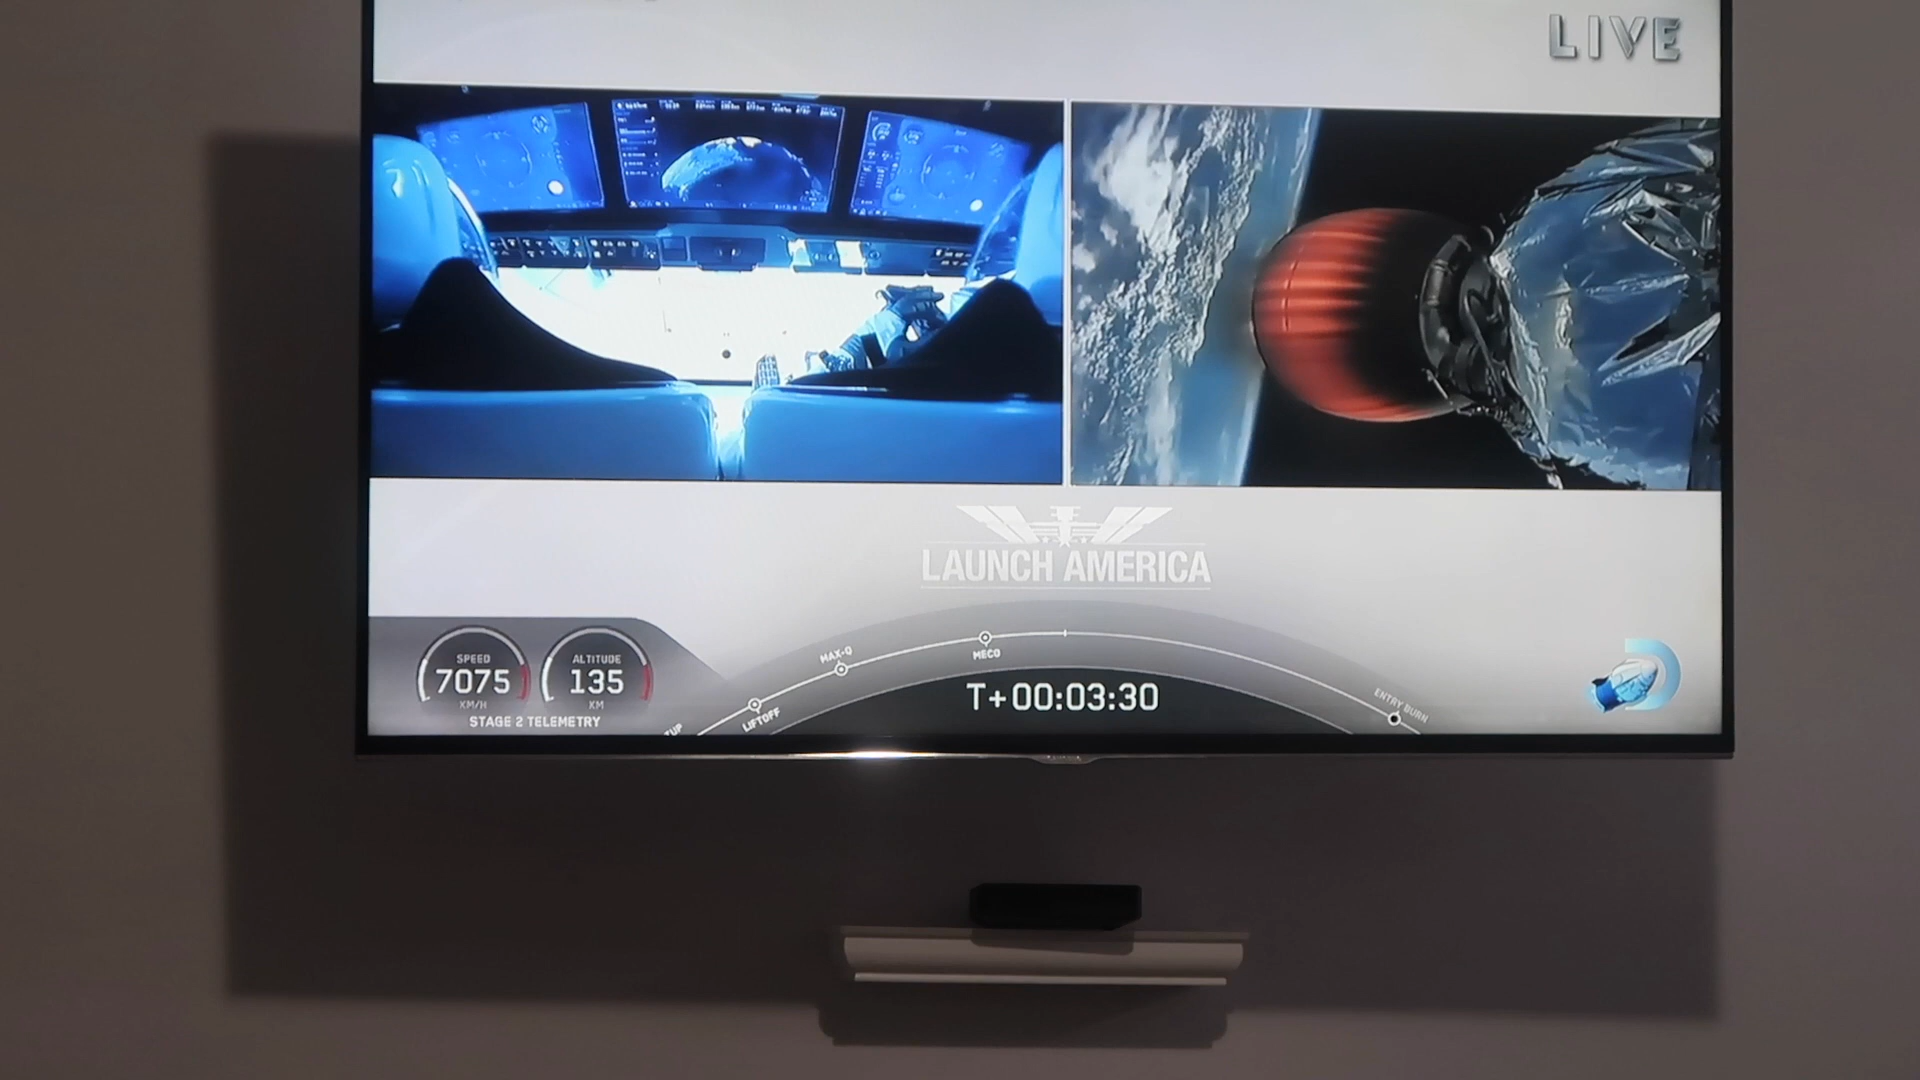 LIVE
LAUNCH AMERICA
SPEED
7075
KM/H
ALTITUDE
135
KM
STAGE 2 TELEMETRY
LIFTOFF
MAX-Q
MECO
ENTRY BURN
T+00:03:30